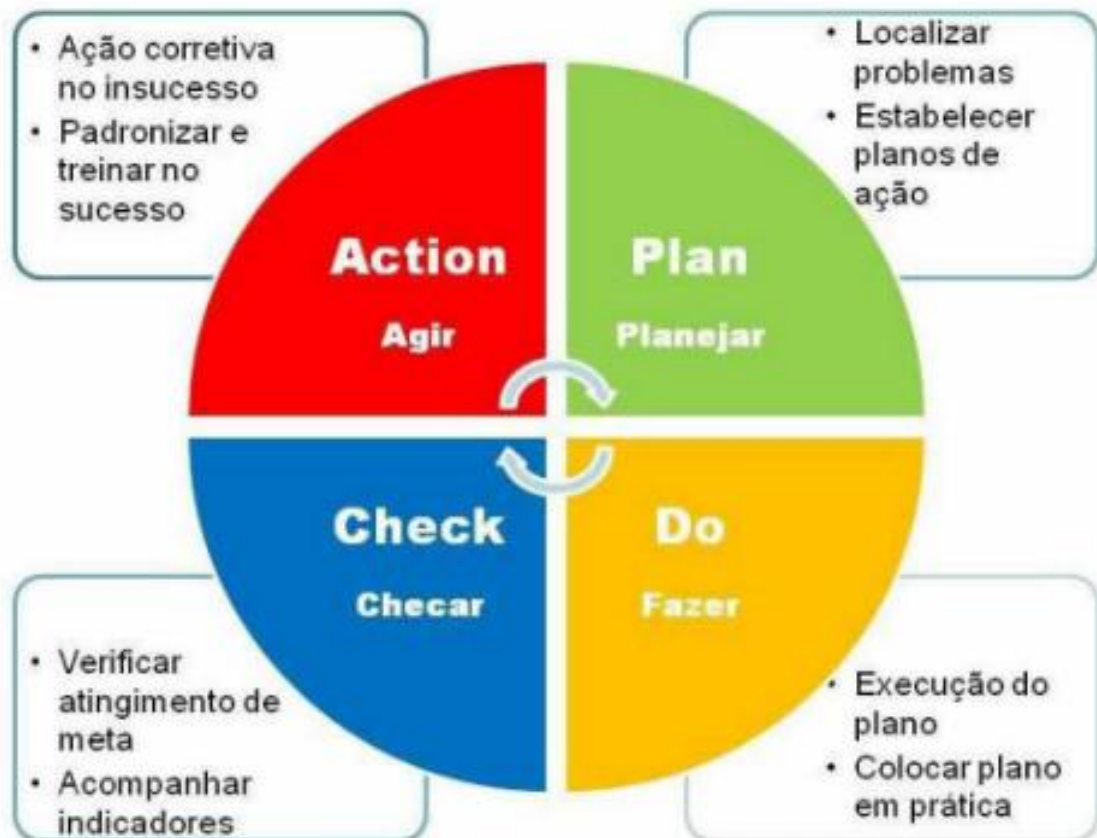 • Ação corretiva
no insucesso
• Padronizar e
treinar no
sucesso
• Localizar
problemas
• Estabelecer
planos de
ação
Action
Agir
Plan
Planejar
Check
Checar
Do
Fazer
• Verificar
atingimento de
meta
• Acompanhar
indicadores
• Execução do
plano
• Colocar plano
em prática